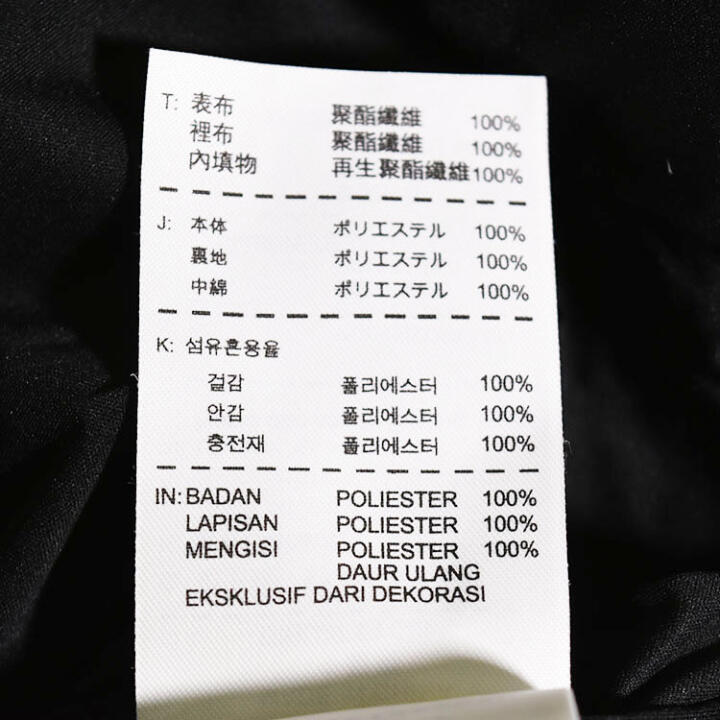 T: 表布 聚酯纖維 100%
裡布 聚酯纖維 100%
內填物 再生聚酯纖維 100%
J: 本体 ポリエステル 100%
裏地 ポリエステル 100%
中綿 ポリエステル 100%
K: 섬유혼용율
겉감 폴리에스터 100%
안감 폴리에스터 100%
충전재 폴리에스터 100%
IN: BADAN POLIESTER 100%
LAPISAN POLIESTER 100%
MENGISI POLIESTER 100%
DAUR ULANG
EKSKLUSIF DARI DEKORASI